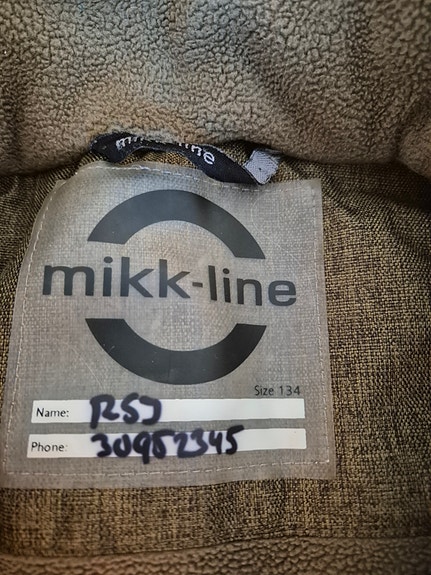 mikk-line
mikk-line
Size 134
Name: RSJ
Phone: 30952345